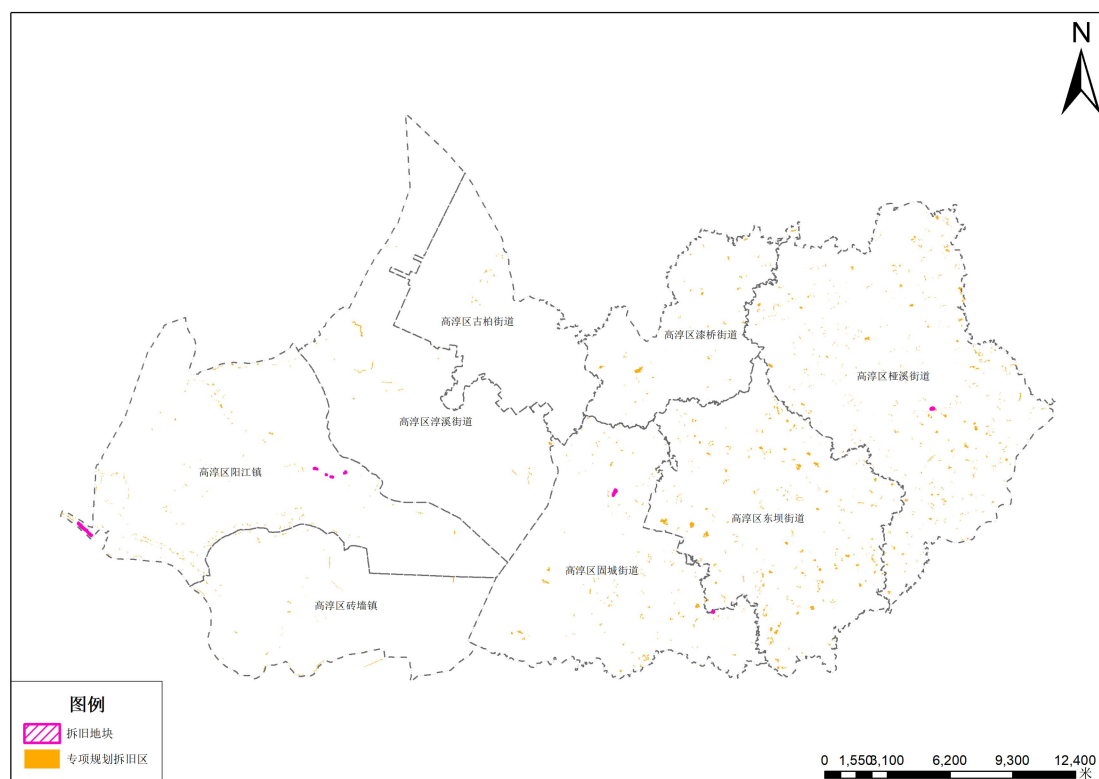 N
高淳区古柏街道
高淳区漆桥街道
高淳区桠溪街道
高淳区淳溪街道
高淳区阳江镇
高淳区东坝街道
高淳区固城街道
高淳区砖墙镇
图例
拆旧地块
专项规划拆旧区
0 1,550 3,100 6,200 9,300 12,400
米